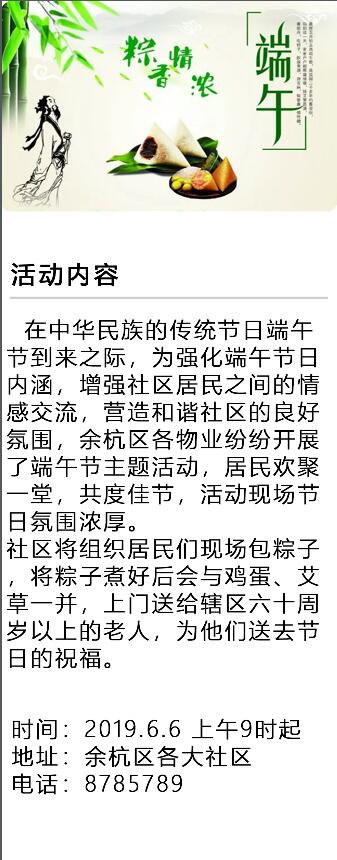 粽香情浓
端午
活动内容
在中华民族的传统节日端午
节到来之际，为强化端午节日
内涵，增强社区居民之间的情
感交流，营造和谐社区的良好
氛围，余杭区各物业纷纷开展
了端午节主题活动，居民欢聚
一堂，共度佳节，活动现场节
日氛围浓厚。
社区将组织居民们现场包粽子
，将粽子煮好后会与鸡蛋、艾
草一并，上门送给辖区六十周
岁以上的老人，为他们送去节
日的祝福。
时间：2019.6.6 上午9时起
地址：余杭区各大社区
电话：8785789